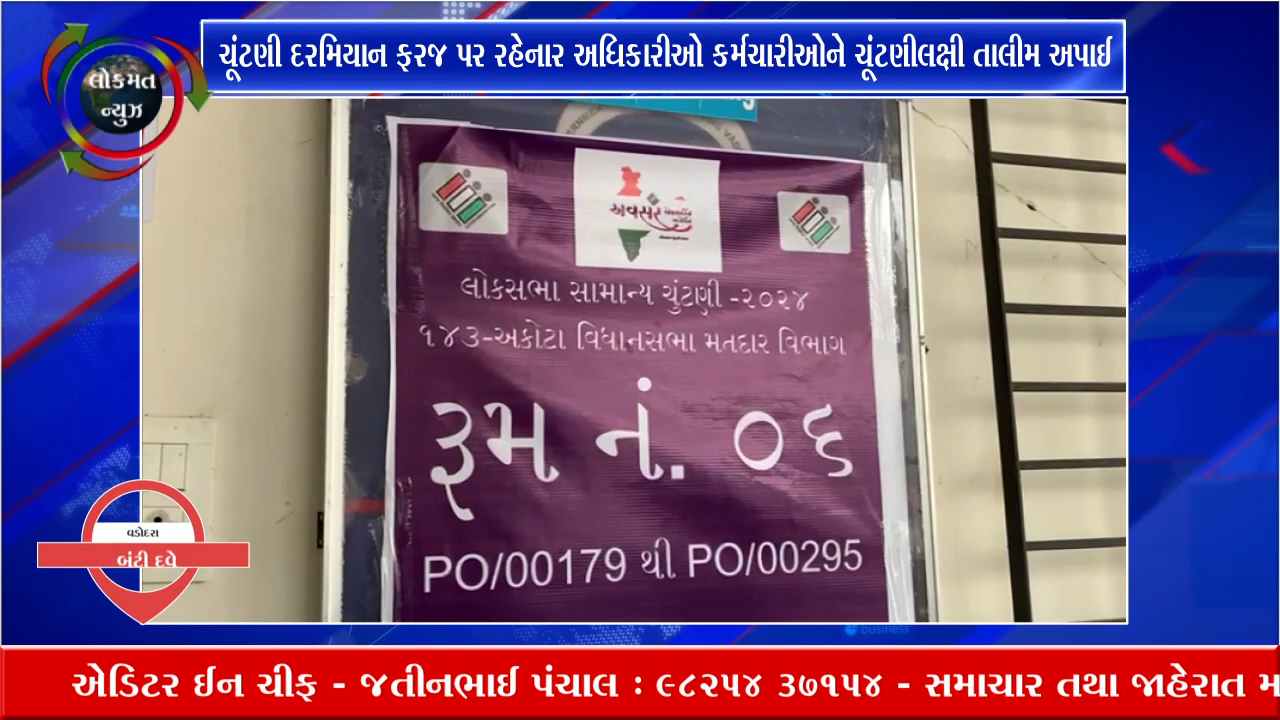 ચૂંટણી દરમિયાન ફરજ પર રહેનાર અધિકારીઓ કર્મચારીઓને ચૂંટણીલક્ષી તાલીમ અપાઈ
લોકમત
ન્યુઝ
અવસર
લોકસભા સામાન્ય ચુંટણી -૨૦૨૪
૧૪૩-અકોટા વિધાનસભા મતદાર વિભાગ
રૂમ નં. ૦૬
PO/00179 થી PO/00295
વડોદરા
બંટી દવે
business
એડિટર ઈન ચીફ - જતીનભાઈ પંચાલ : ૯૮૨૫૪ ૩૭૧૫૪ - સમાચાર તથા જાહેરાત મ